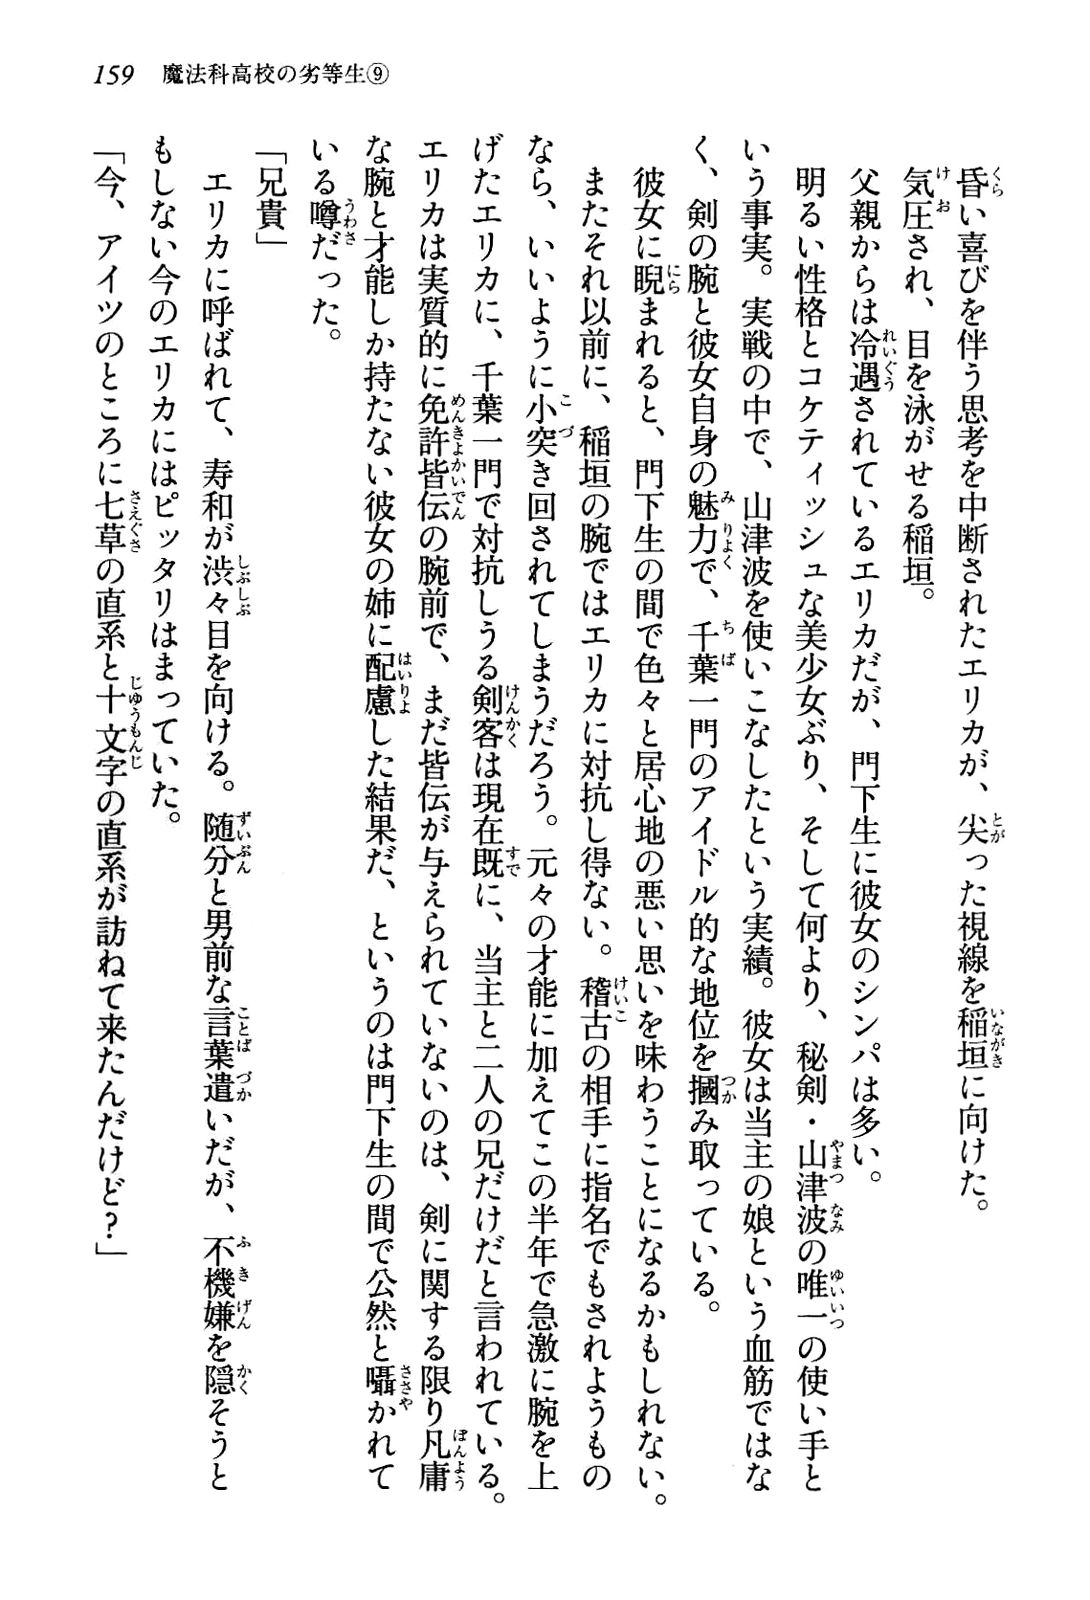 159 魔法科高校の劣等生⑨
昏い喜びを伴う思考を中断されたエリカが、尖った視線を稲垣に向けた。
気圧され、目を泳がせる稲垣。
父親からは冷遇されているエリカだが、門下生に彼女のシンパは多い。
明るい性格とコケティッシュな美少女ぶり、そして何より、秘剣・山津波の唯一の使い手と
いう事実。実戦の中で、山津波を使いこなしたという実績。彼女は当主の娘という血筋ではな
く、剣の腕と彼女自身の魅力で、千葉一門のアイドル的な地位を摑み取っている。
彼女に睨まれると、門下生の間で色々と居心地の悪い思いを味わうことになるかもしれない。
またそれ以前に、稲垣の腕ではエリカに対抗し得ない。稽古の相手に指名でもされようもの
なら、いいように小突き回されてしまうだろう。元々の才能に加えてこの半年で急激に腕を上
げたエリカに、千葉一門で対抗しうる剣客は現在既に、当主と二人の兄だけだと言われている。
エリカは実質的に免許皆伝の腕前で、まだ皆伝が与えられていないのは、剣に関する限り凡庸
な腕と才能しか持たない彼女の姉に配慮した結果だ、というのは門下生の間で公然と囁かれて
いる噂だった。
「兄貴」
エリカに呼ばれて、寿和が渋々目を向ける。随分と男前な言葉遣いだが、不機嫌を隠そうと
もしない今のエリカにはピッタリはまっていた。
「今、アイツのところに七草の直系と十文字の直系が訪ねて来たんだけど？」